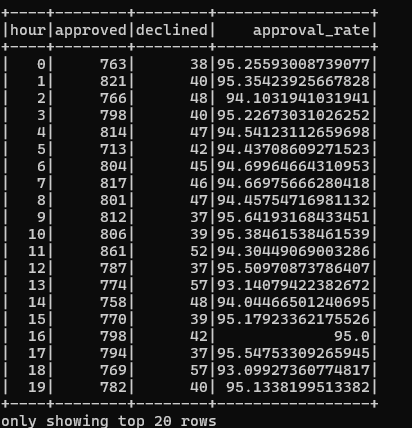 +----+--------+--------+-----------------+
|hour|approved|declined|    approval_rate|
+----+--------+--------+-----------------+
|   0|     763|      38|95.25593008739077|
|   1|     821|      40|95.35423925667828|
|   2|     766|      48| 94.1031941031941|
|   3|     798|      40|95.22673031026252|
|   4|     814|      47|94.54123112659698|
|   5|     713|      42|94.43708609271523|
|   6|     804|      45|94.69964664310953|
|   7|     817|      46|94.66975666280418|
|   8|     801|      47|94.45754716981132|
|   9|     812|      37|95.64193168433451|
|  10|     806|      39|95.38461538461539|
|  11|     861|      52|94.30449069003286|
|  12|     787|      37|95.50970873786407|
|  13|     774|      57|93.14079422382672|
|  14|     758|      48|94.04466501240695|
|  15|     770|      39|95.17923362175526|
|  16|     798|      42|             95.0|
|  17|     794|      37|95.54753309265945|
|  18|     769|      57|93.09927360774817|
|  19|     782|      40| 95.1338199513382|
+----+--------+--------+-----------------+
only showing top 20 rows